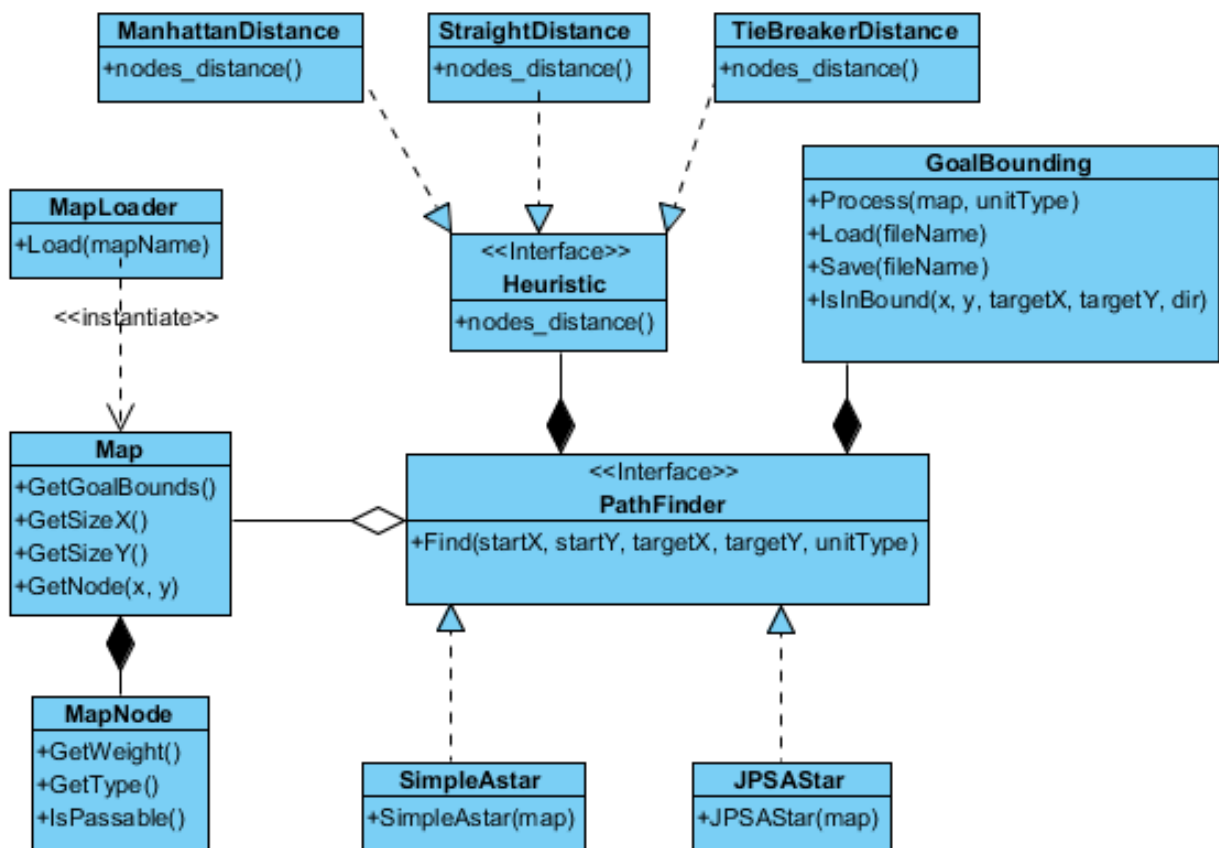 ManhattanDistance
+nodes_distance()
StraightDistance
+nodes_distance()
TieBreakerDistance
+nodes_distance()
MapLoader
+Load(mapName)
<<instantiate>>
<<Interface>>
Heuristic
+nodes_distance()
GoalBounding
+Process(map, unitType)
+Load(fileName)
+Save(fileName)
+IsInBound(x, y, targetX, targetY, dir)
Map
+GetGoalBounds()
+GetSizeX()
+GetSizeY()
+GetNode(x, y)
<<Interface>>
PathFinder
+Find(startX, startY, targetX, targetY, unitType)
MapNode
+GetWeight()
+GetType()
+IsPassable()
SimpleAstar
+SimpleAstar(map)
JPSAStar
+JPSAStar(map)